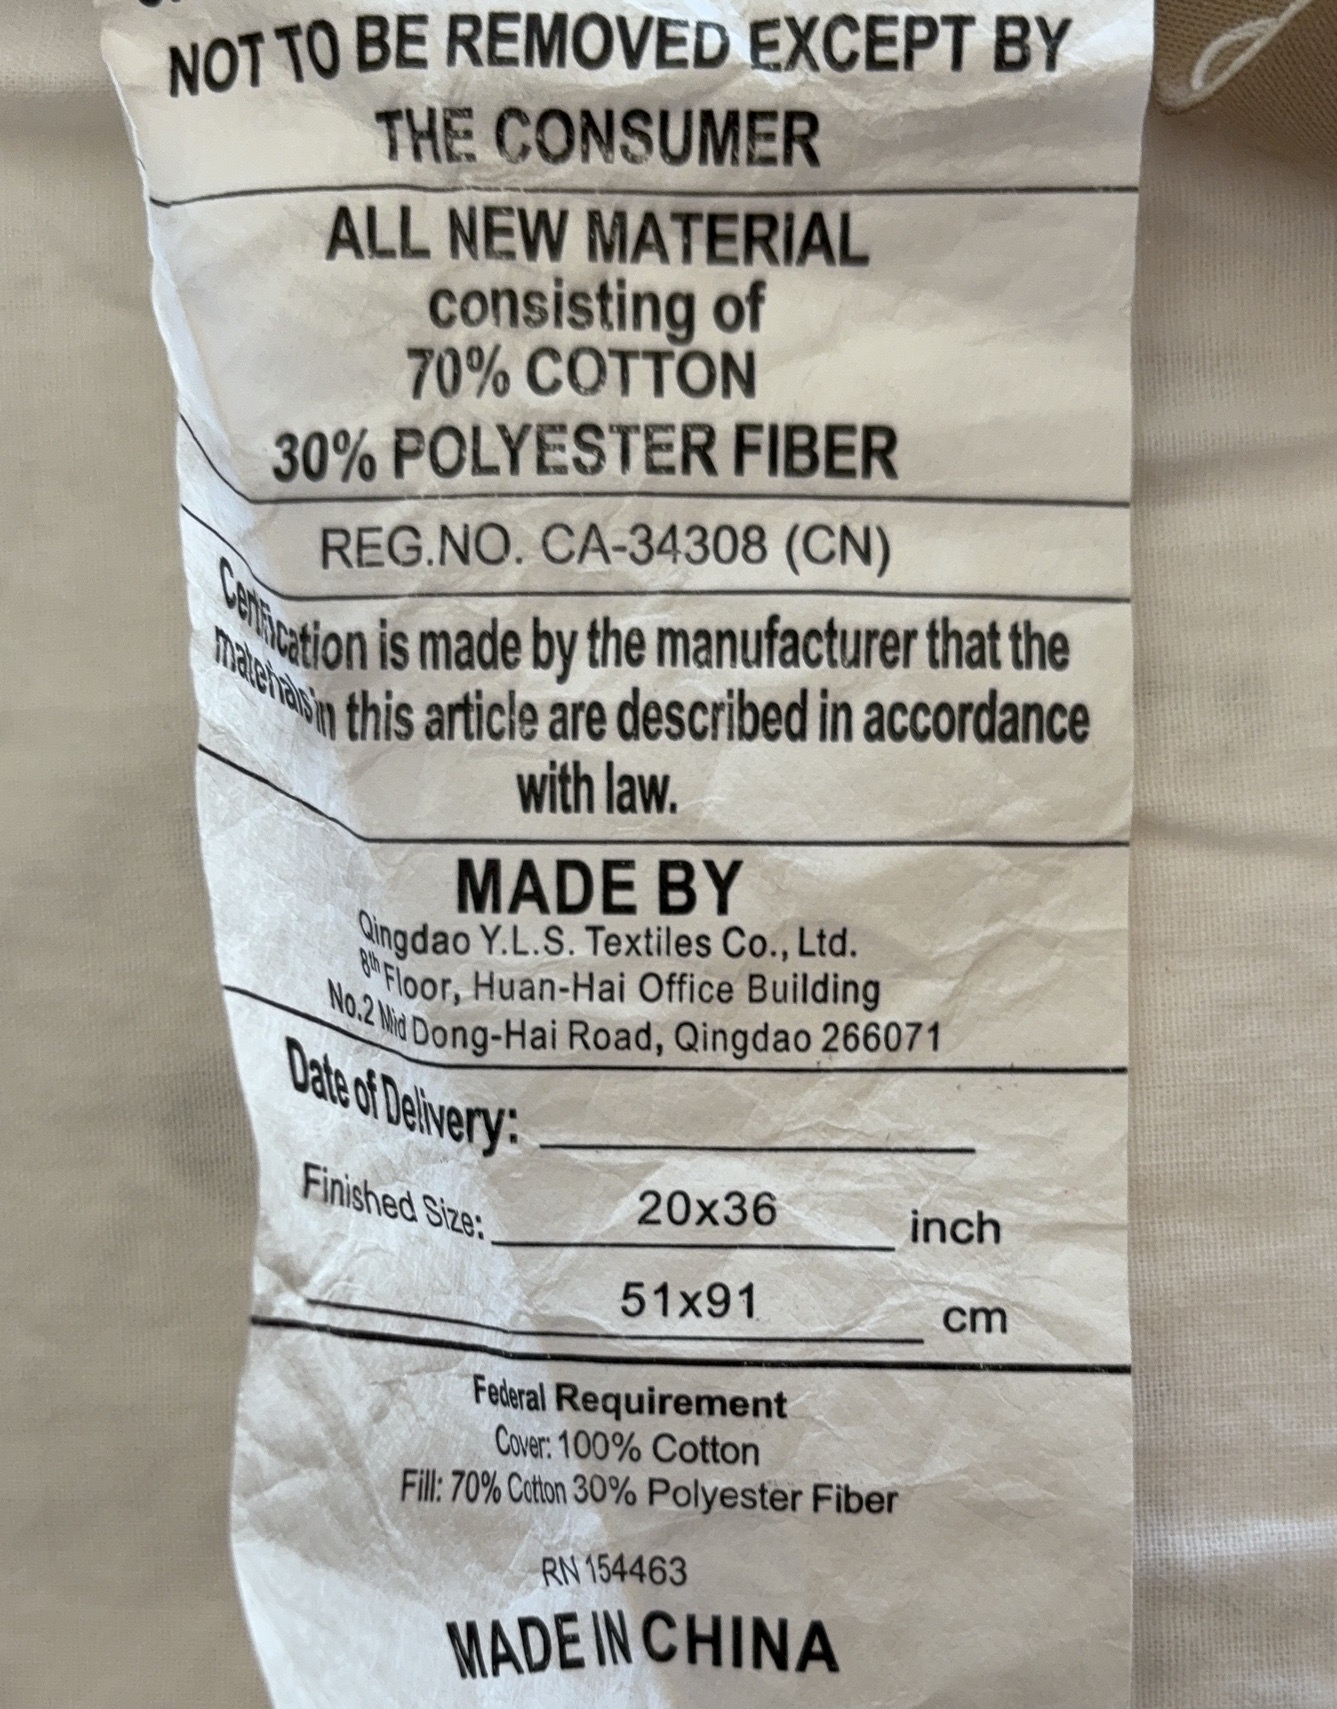 NOT TO BE REMOVED EXCEPT BY
THE CONSUMER
ALL NEW MATERIAL
consisting of
70% COTTON
30% POLYESTER FIBER
REG.NO. CA-34308 (CN)
Certification is made by the manufacturer that the
materials in this article are described in accordance
with law.
MADE BY
Qingdao Y.L.S. Textiles Co., Ltd.
8th Floor, Huan-Hai Office Building
No.2 Mid Dong-Hai Road, Qingdao 266071
Date of Delivery:
Finished Size: 20x36 inch
51x91 cm
Federal Requirement
Cover: 100% Cotton
Fill: 70% Cotton 30% Polyester Fiber
RN 154463
MADE IN CHINA